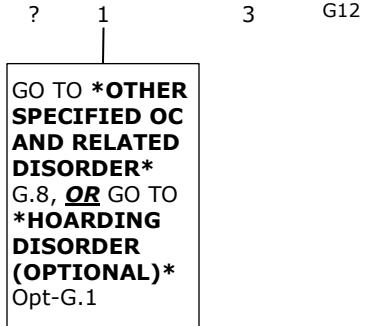 ? 1 3 G12
GO TO *OTHER
SPECIFIED OC
AND RELATED
DISORDER*
G.8, OR GO TO
*HOARDING
DISORDER
(OPTIONAL)*
Opt-G.1